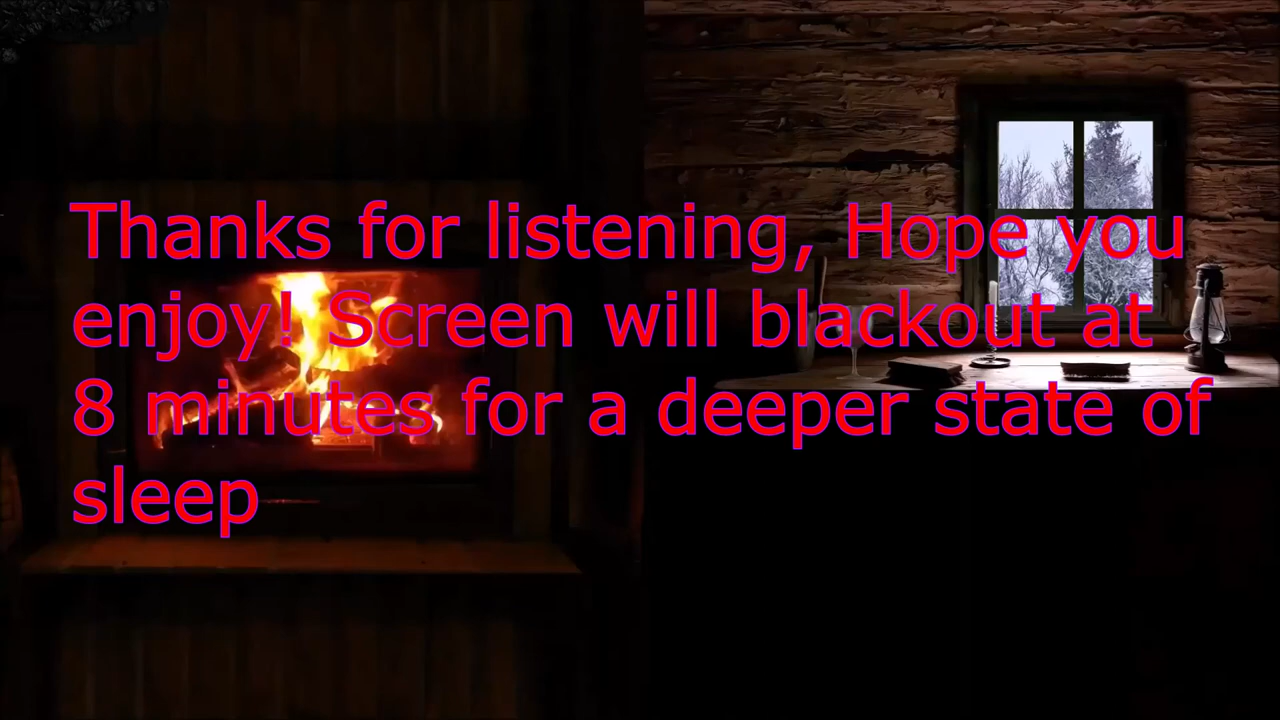 Thanks for listening, Hope you
enjoy! Screen will blackout at
8 minutes for a deeper state of
sleep